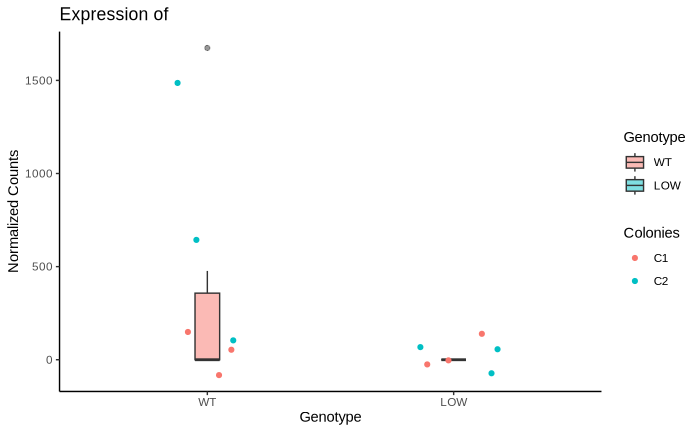 Expression of
Normalized Counts
1500
1000
500
0
WT
LOW
Genotype
Genotype
WT
LOW
Colonies
C1
C2